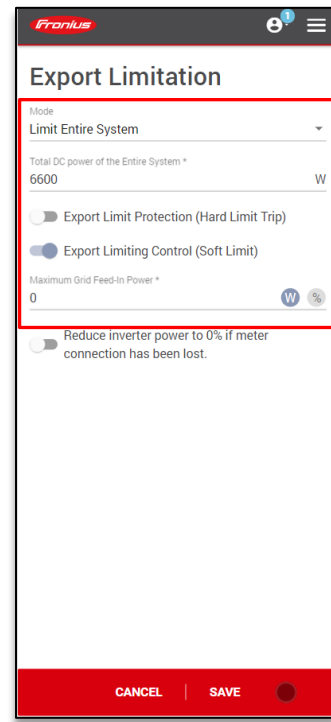 Fronius
1
Export Limitation
Mode
Limit Entire System
Total DC power of the Entire System *
6600 W
Export Limit Protection (Hard Limit Trip)
Export Limiting Control (Soft Limit)
Maximum Grid Feed-In Power *
0 W %
Reduce inverter power to 0% if meter
connection has been lost.
CANCEL | SAVE